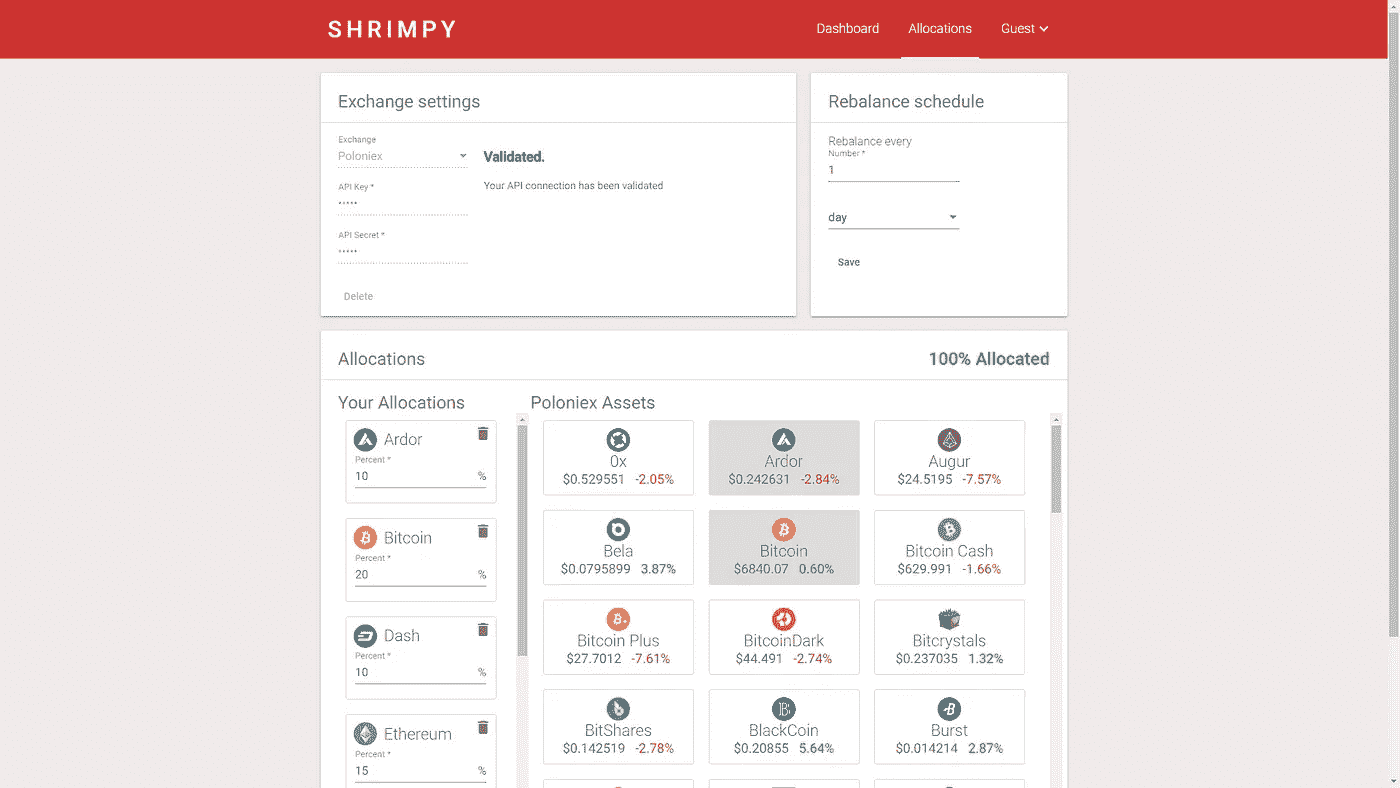 SHRIMPY
Dashboard
Allocations
Guest
Exchange settings
Exchange
Poloniex
API Key *
•••••
API Secret *
•••••
Delete
Validated.
Your API connection has been validated
Rebalance schedule
Rebalance every
Number *
1
day
Save
Allocations
100% Allocated
Your Allocations
Ardor
Percent *
10 %
Bitcoin
Percent *
20 %
Dash
Percent *
10 %
Ethereum
Percent *
15 %
Poloniex Assets
0x
$0.529551 -2.05%
Ardor
$0.242631 -2.84%
Augur
$24.5195 -7.57%
Bela
$0.0795899 3.87%
Bitcoin
$6840.07 0.60%
Bitcoin Cash
$629.991 -1.66%
Bitcoin Plus
$27.7012 -7.61%
BitcoinDark
$44.491 -2.74%
Bitcrystals
$0.237035 1.32%
BitShares
$0.142519 -2.78%
BlackCoin
$0.20855 5.64%
Burst
$0.014214 2.87%